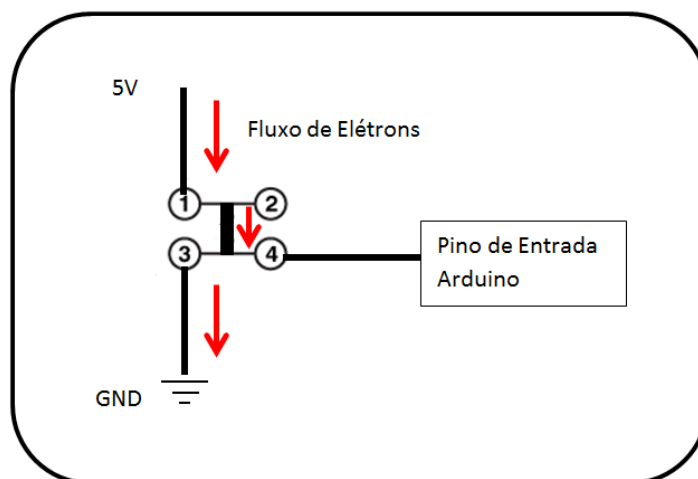 5V
Fluxo de Elétrons
1 2
3 4
Pino de Entrada
Arduino
GND